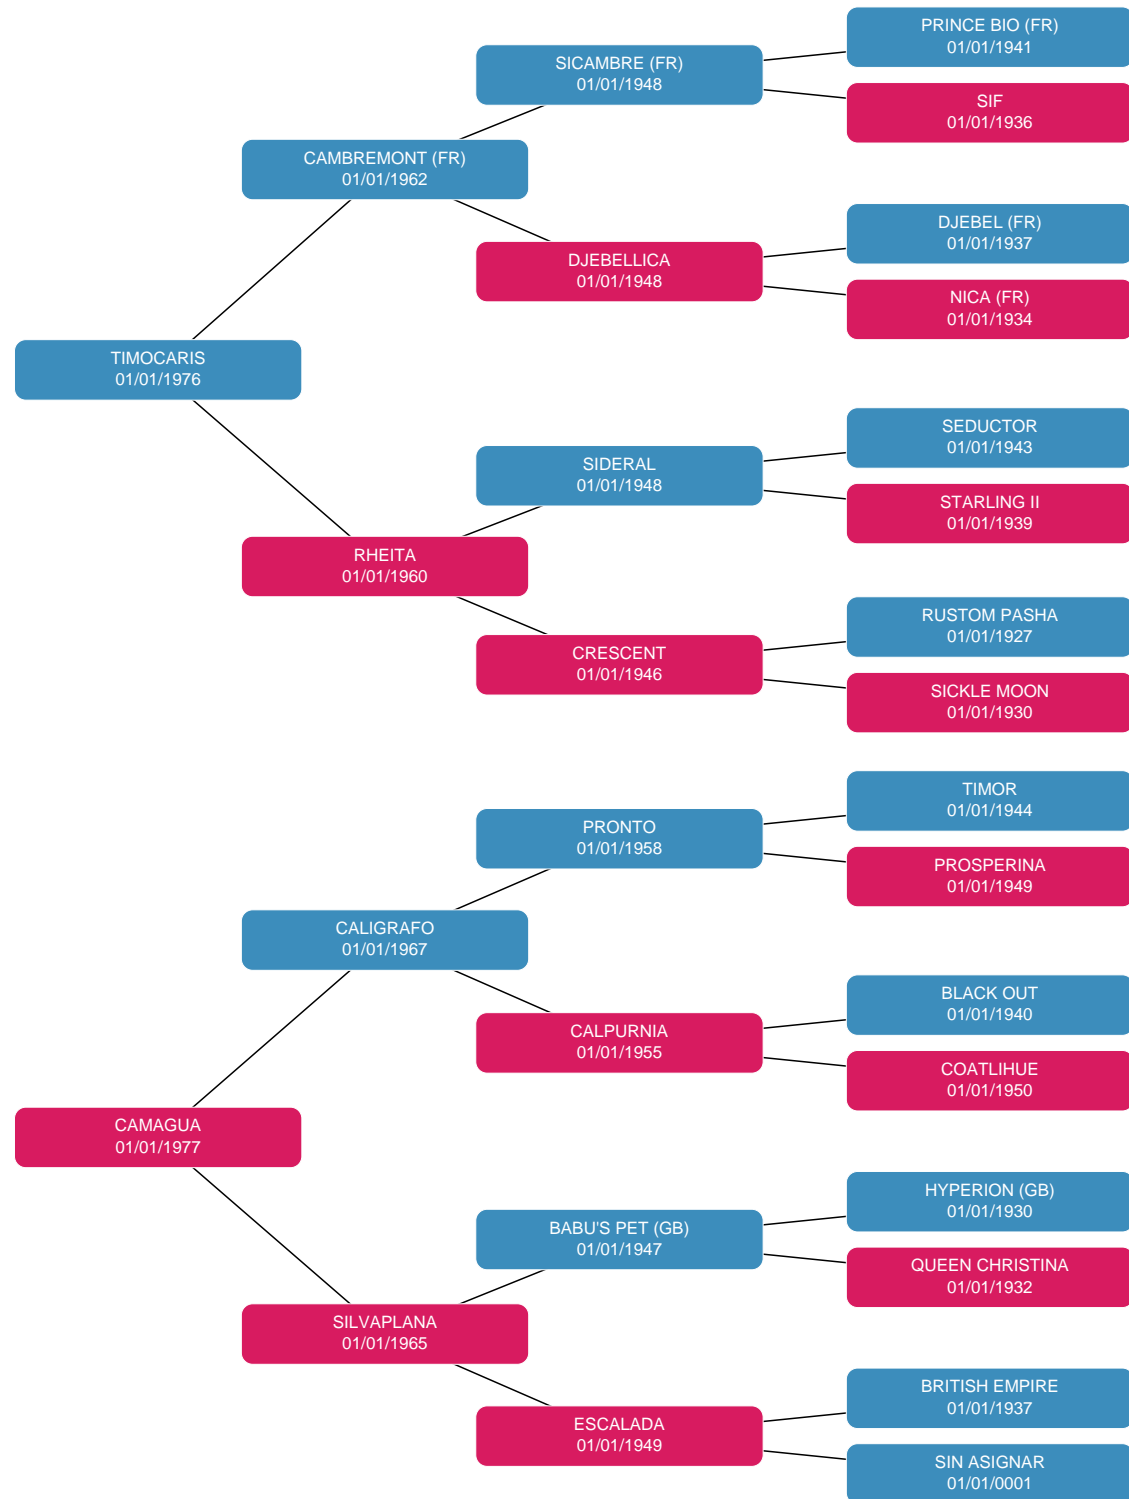 PRINCE BIO (FR)
01/01/1941
SICAMBRE (FR)
01/01/1948
SIF
01/01/1936
CAMBREMONT (FR)
01/01/1962
DJEBEL (FR)
01/01/1937
DJEBELLICA
01/01/1948
NICA (FR)
01/01/1934
TIMOCARIS
01/01/1976
SEDUCTOR
01/01/1943
SIDERAL
01/01/1948
STARLING II
01/01/1939
RHEITA
01/01/1960
RUSTOM PASHA
01/01/1927
CRESCENT
01/01/1946
SICKLE MOON
01/01/1930
TIMOR
01/01/1944
PRONTO
01/01/1958
PROSPERINA
01/01/1949
CALIGRAFO
01/01/1967
BLACK OUT
01/01/1940
CALPURNIA
01/01/1955
COATLIHUE
01/01/1950
CAMAGUA
01/01/1977
HYPERION (GB)
01/01/1930
BABU'S PET (GB)
01/01/1947
QUEEN CHRISTINA
01/01/1932
SILVAPLANA
01/01/1965
BRITISH EMPIRE
01/01/1937
ESCALADA
01/01/1949
SIN ASIGNAR
01/01/0001